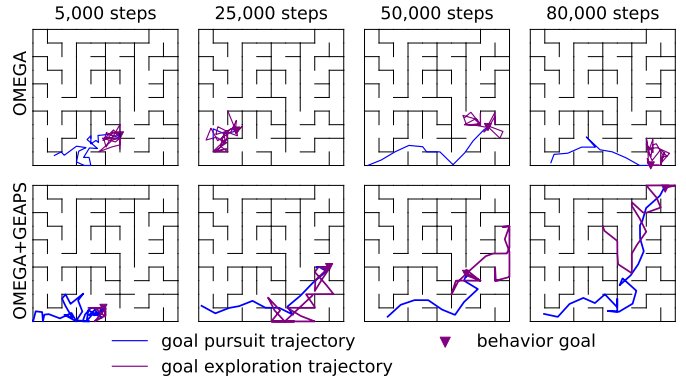 5,000 steps 25,000 steps 50,000 steps 80,000 steps
OMEGA
OMEGA+GEAPS
goal pursuit trajectory behavior goal
goal exploration trajectory